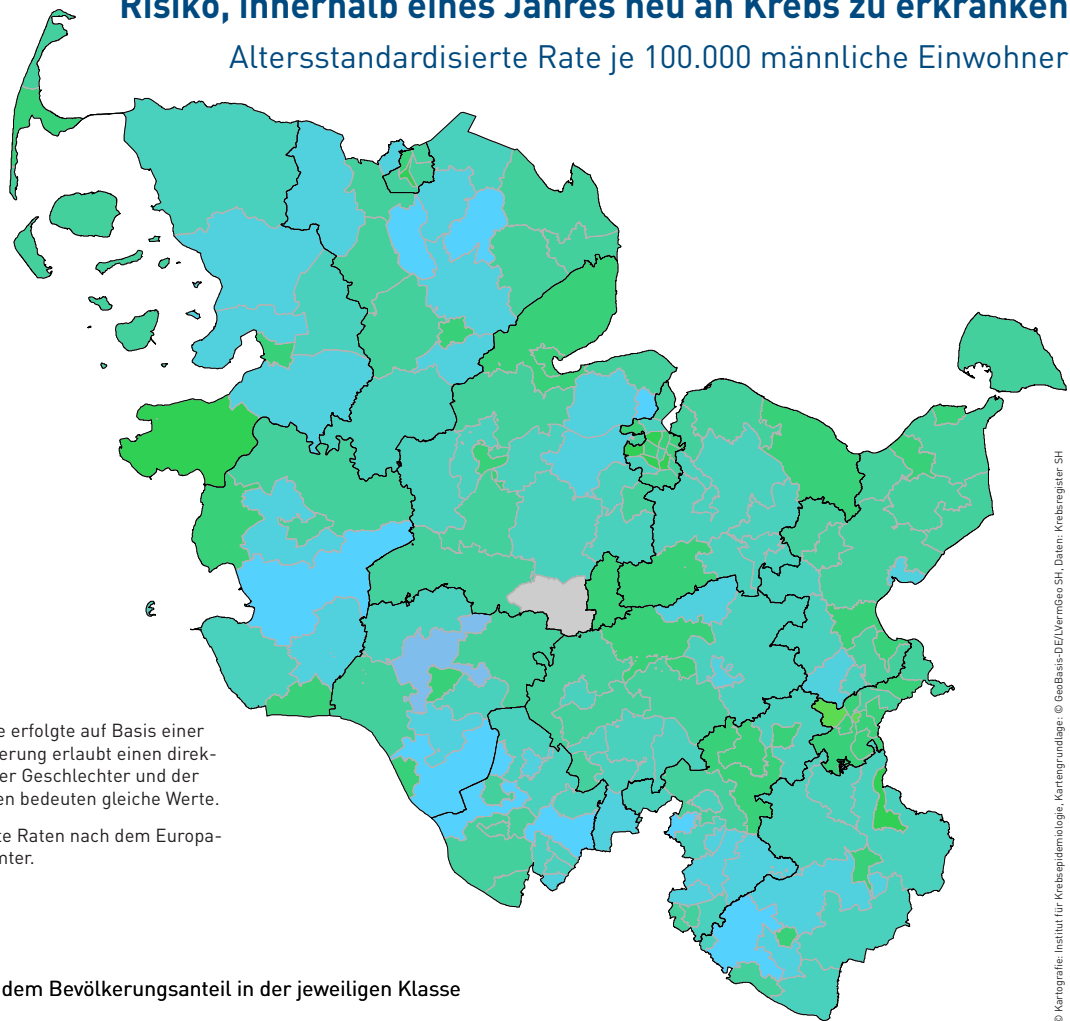 Risiko, innerhalb eines Jahres neu an Krebs zu erkranken
Altersstandardisierte Rate je 100.000 männliche Einwohner
e erfolgte auf Basis einer
erung erlaubt einen direk-
er Geschlechter und der
en bedeuten gleiche Werte.
te Raten nach dem Europa-
nter.
dem Bevölkerungsanteil in der jeweiligen Klasse
© Kartografie: Institut für Krebsepidemiologie, Kartengrundlage: © GeoBasis-DE/LVermGeo SH, Daten: Krebsregister SH